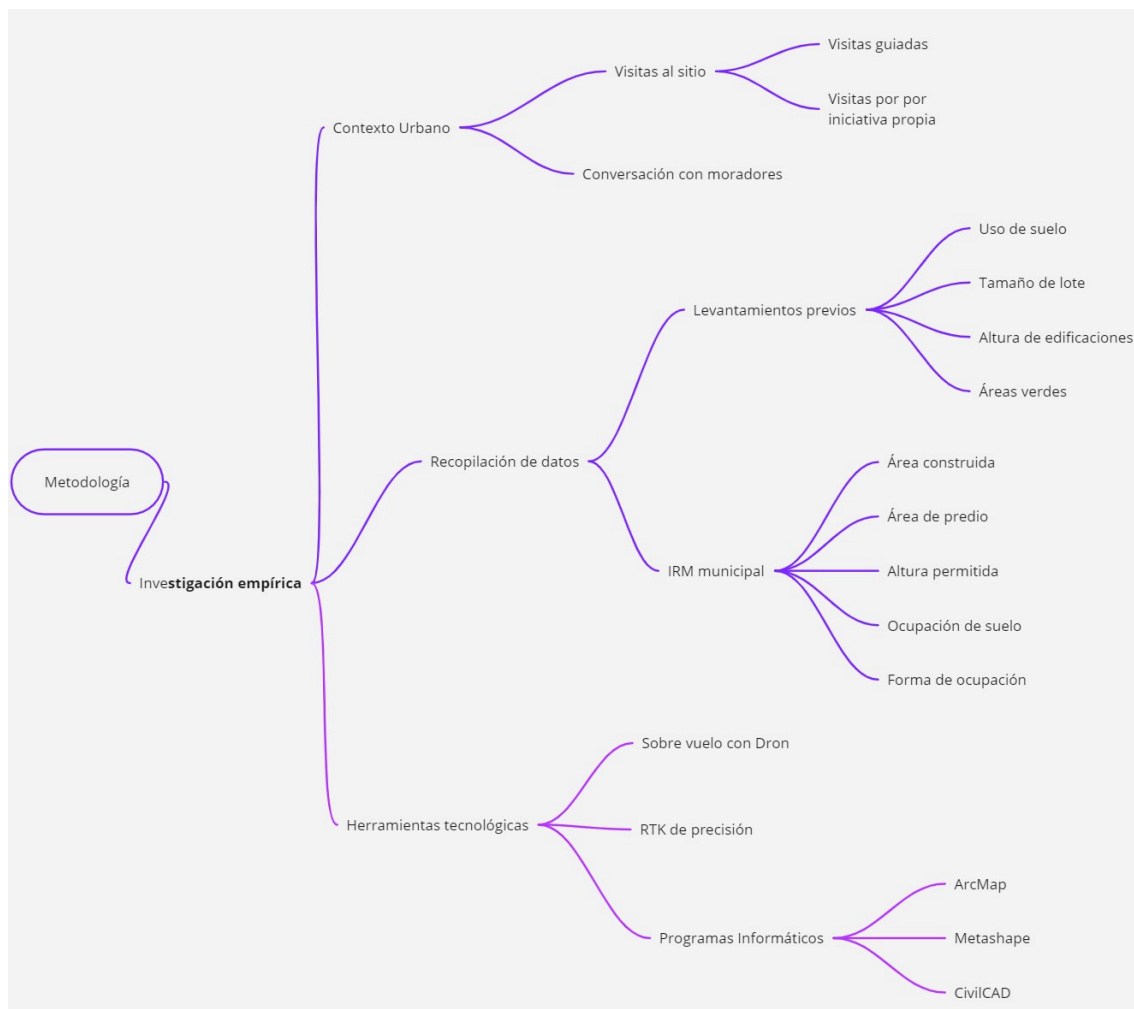 Metodología
Investigación empírica
Contexto Urbano
Visitas al sitio
Visitas guiadas
Visitas por por
iniciativa propia
Conversación con moradores
Recopilación de datos
Levantamientos previos
Uso de suelo
Tamaño de lote
Altura de edificaciones
Áreas verdes
IRM municipal
Área construida
Área de predio
Altura permitida
Ocupación de suelo
Forma de ocupación
Herramientas tecnológicas
Sobre vuelo con Dron
RTK de precisión
Programas Informáticos
ArcMap
Metashape
CivilCAD